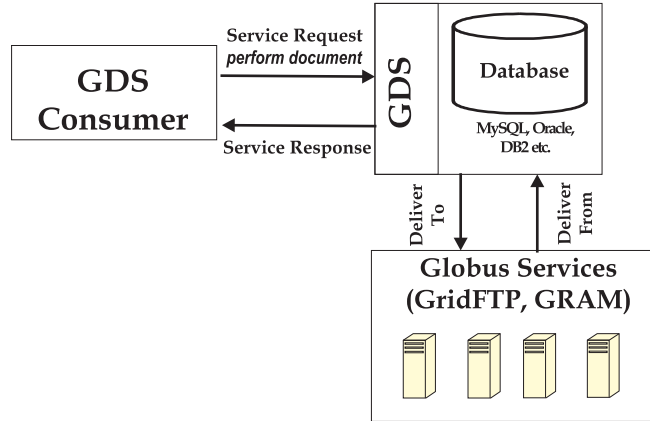 Service Request
perform document
GDS
Consumer
Service Response
GDS
Database
MySQL, Oracle,
DB2 etc.
Deliver
To
Deliver
From
Globus Services
(GridFTP, GRAM)